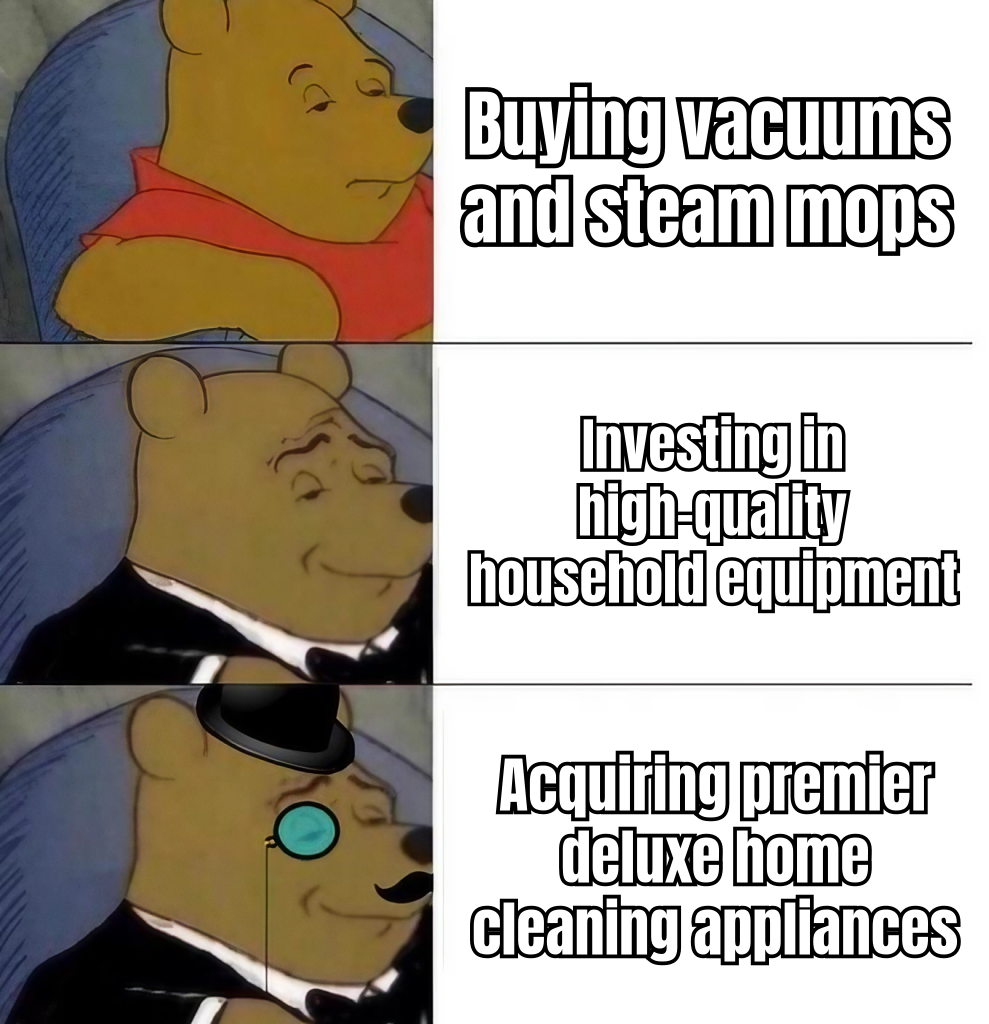 Buying vacuums
and steam mops
Investing in
high-quality
household equipment
Acquiring premier
deluxe home
cleaning appliances